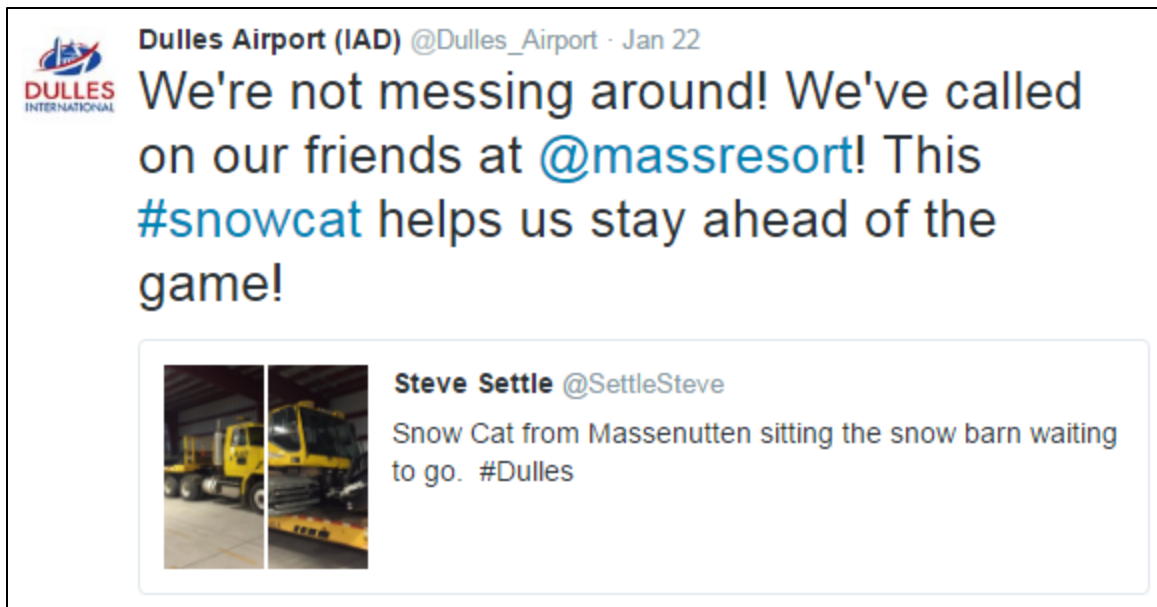 DULLES
INTERNATIONAL
Dulles Airport (IAD) @Dulles_Airport · Jan 22
We're not messing around! We've called
on our friends at @massresort! This
#snowcat helps us stay ahead of the
game!
Steve Settle @SettleSteve
Snow Cat from Massenutten sitting the snow barn waiting
to go. #Dulles